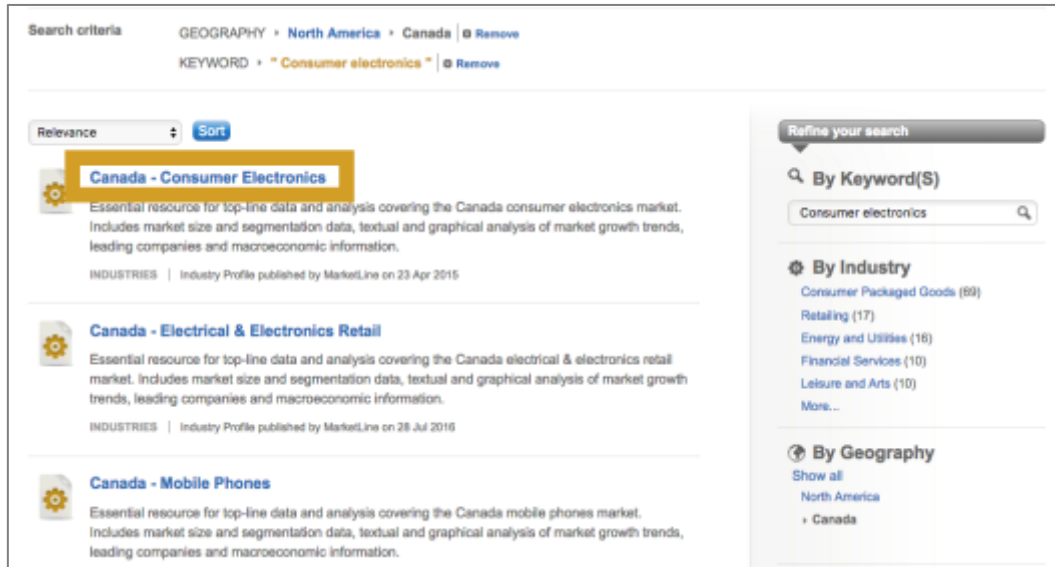 Search criteria
GEOGRAPHY › North America › Canada | Remove
KEYWORD › " Consumer electronics " | Remove
Relevance
Sort
Canada - Consumer Electronics
Essential resource for top-line data and analysis covering the Canada consumer electronics market.
Includes market size and segmentation data, textual and graphical analysis of market growth trends,
leading companies and macroeconomic information.
INDUSTRIES | Industry Profile published by MarketLine on 23 Apr 2015
Canada - Electrical & Electronics Retail
Essential resource for top-line data and analysis covering the Canada electrical & electronics retail
market. Includes market size and segmentation data, textual and graphical analysis of market growth
trends, leading companies and macroeconomic information.
INDUSTRIES | Industry Profile published by MarketLine on 28 Jul 2016
Canada - Mobile Phones
Essential resource for top-line data and analysis covering the Canada mobile phones market.
Includes market size and segmentation data, textual and graphical analysis of market growth trends,
leading companies and macroeconomic information.
Refine your search
By Keyword(S)
Consumer electronics
By Industry
Consumer Packaged Goods (69)
Retailing (17)
Energy and Utilities (16)
Financial Services (10)
Leisure and Arts (10)
More...
By Geography
Show all
North America
› Canada